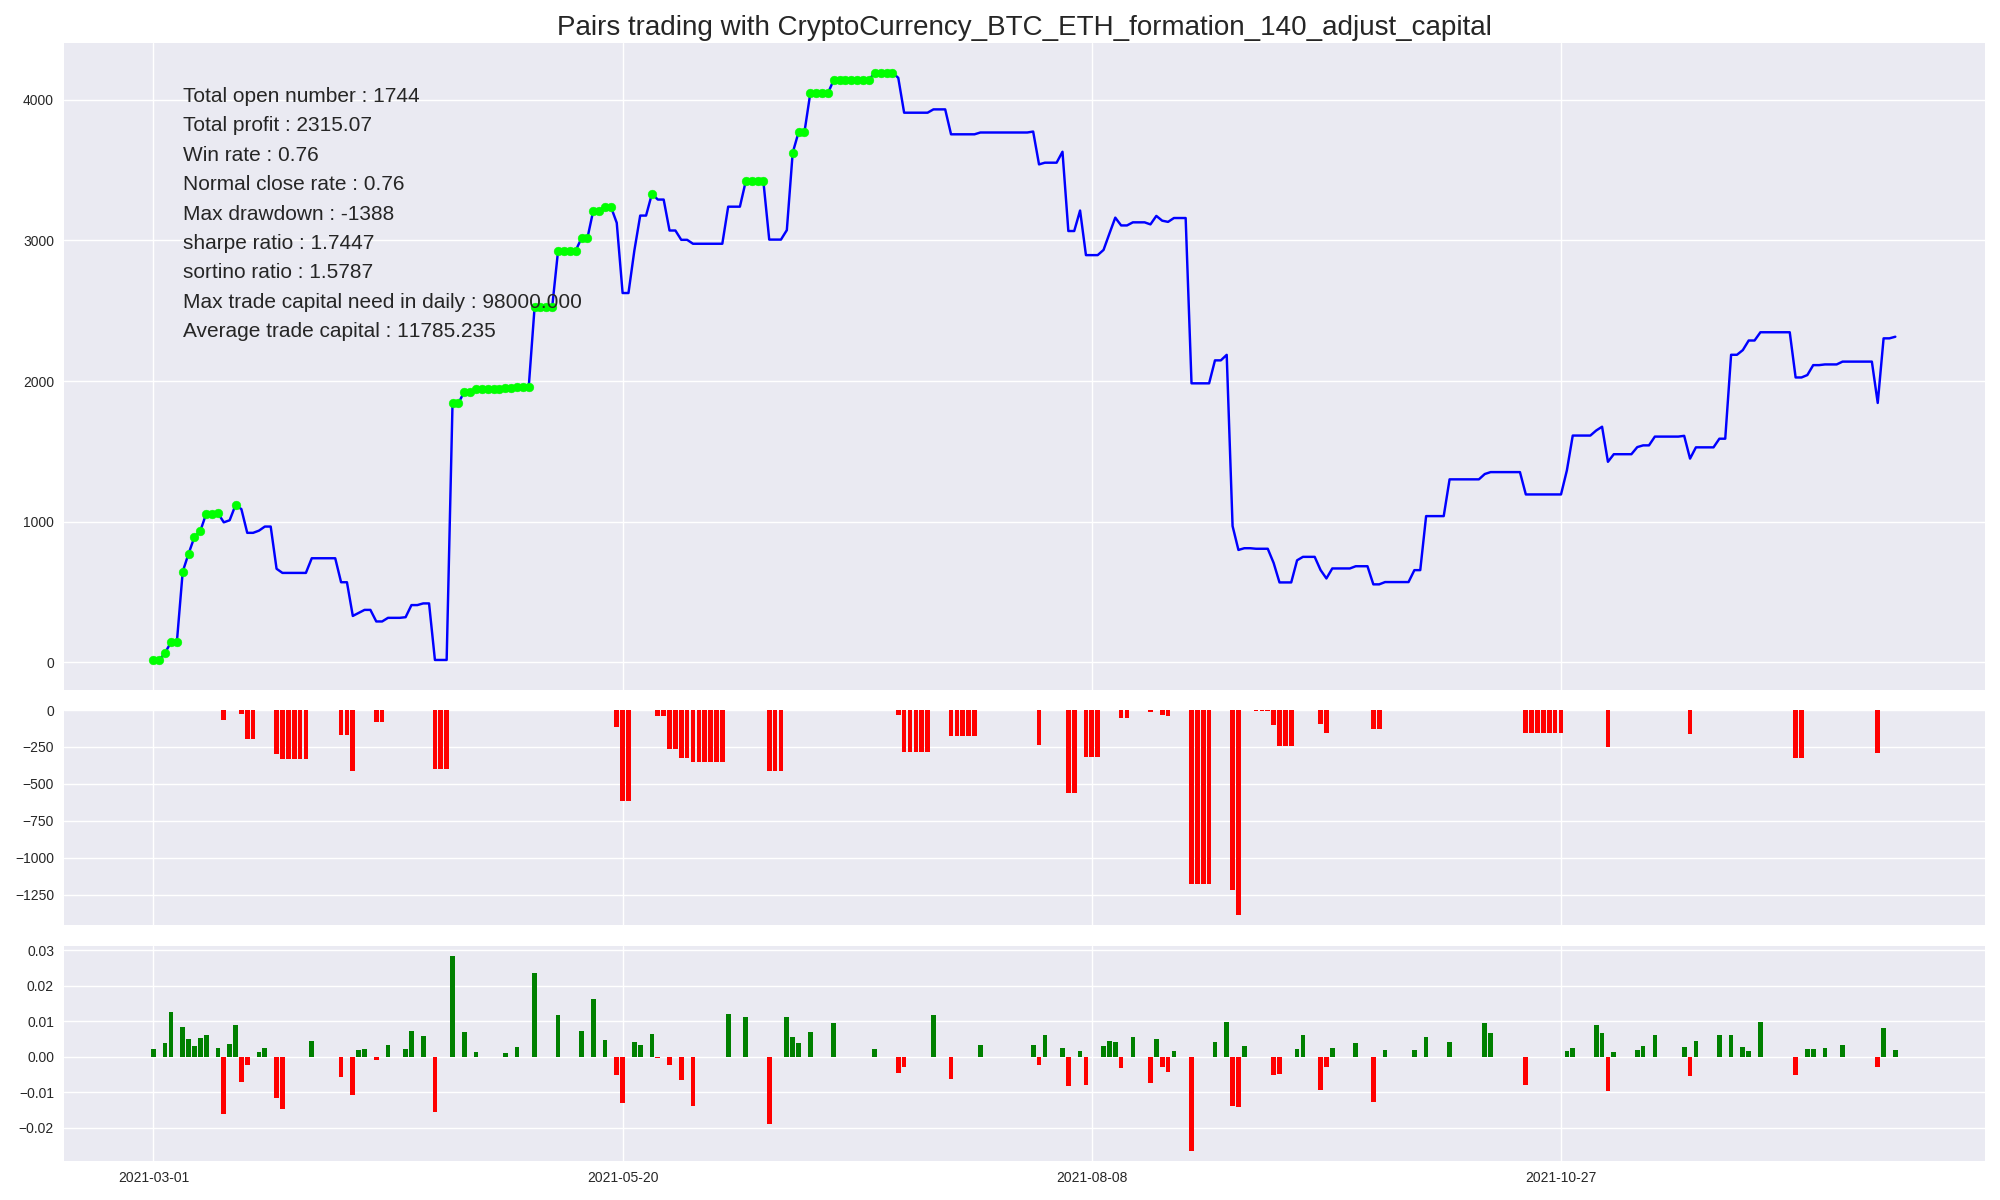 Pairs trading with CryptoCurrency_BTC_ETH_formation_140_adjust_capital
4000
3000
2000
1000
0
Total open number : 1744
Total profit : 2315.07
Win rate : 0.76
Normal close rate : 0.76
Max drawdown : -1388
sharpe ratio : 1.7447
sortino ratio : 1.5787
Max trade capital need in daily : 98000.000
Average trade capital : 11785.235
0
−250
−500
−750
−1000
−1250
0.03
0.02
0.01
0.00
−0.01
−0.02
2021-03-01
2021-05-20
2021-08-08
2021-10-27